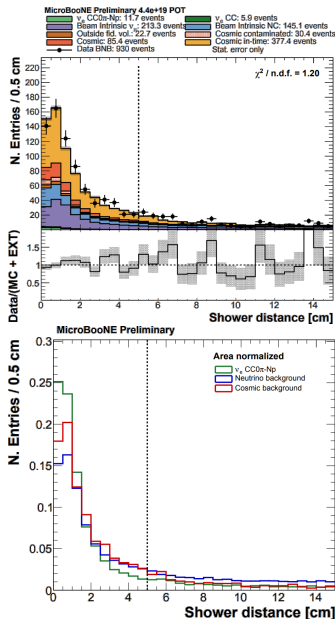 MicroBooNE Preliminary 4.4e+19 POT
νe CC0π-Np: 11.7 events
νe CC: 5.9 events
Beam Intrinsic νμ: 213.3 events
Beam Intrinsic NC: 145.1 events
Outside fid. vol.: 22.7 events
Cosmic contaminated: 30.4 events
Cosmic: 85.4 events
Cosmic in-time: 377.4 events
Data BNB: 930 events
Stat. error only
χ² / n.d.f. = 1.20
N. Entries / 0.5 cm
220
200
180
160
140
120
100
80
60
40
20
Data/(MC + EXT)
1.5
1
0.5
0 2 4 6 8 10 12 14
Shower distance [cm]
MicroBooNE Preliminary
Area normalized
νe CC0π-Np
Neutrino background
Cosmic background
N. Entries / 0.5 cm
0.3
0.25
0.2
0.15
0.1
0.05
0
0 2 4 6 8 10 12 14
Shower distance [cm]